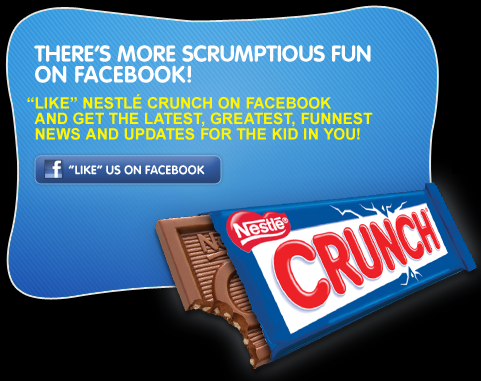 THERE'S MORE SCRUMPTIOUS FUN
ON FACEBOOK!
"LIKE" NESTLÉ CRUNCH ON FACEBOOK
AND GET THE LATEST, GREATEST, FUNNEST
NEWS AND UPDATES FOR THE KID IN YOU!
f "LIKE" US ON FACEBOOK
Nestlé®
CRUNCH